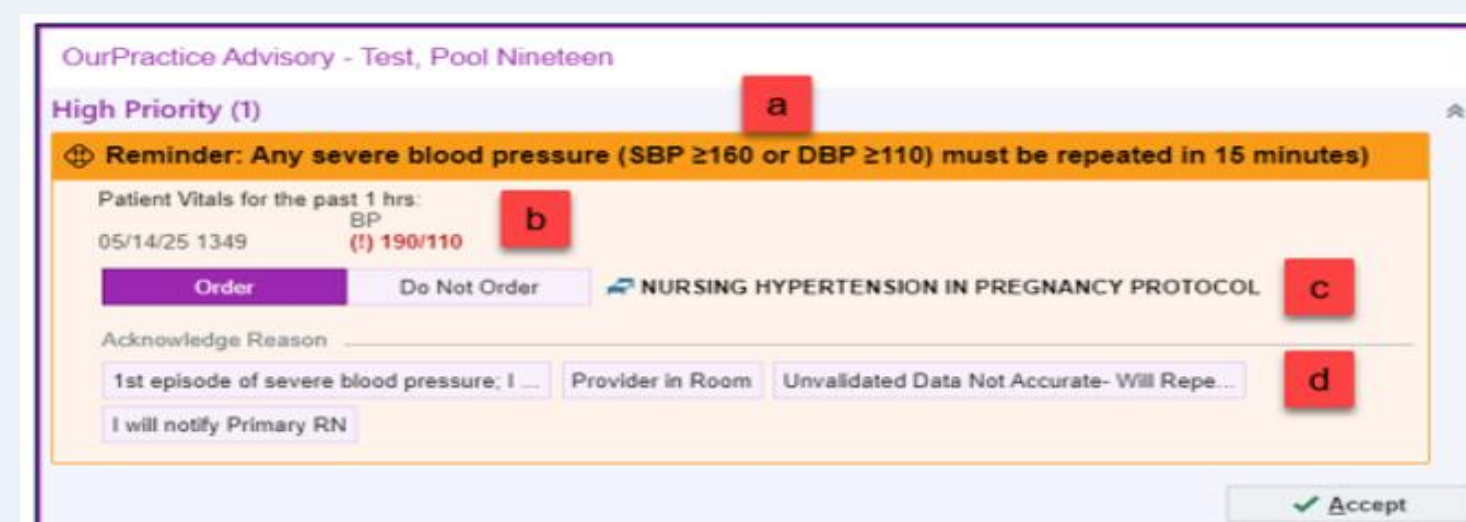 OurPractice Advisory - Test, Pool Nineteen
High Priority (1)
a
Reminder: Any severe blood pressure (SBP ≥160 or DBP ≥110) must be repeated in 15 minutes)
Patient Vitals for the past 1 hrs:
BP
b
05/14/25 1349 (!) 190/110
Order Do Not Order NURSING HYPERTENSION IN PREGNANCY PROTOCOL c
Acknowledge Reason
1st episode of severe blood pressure; I ... Provider in Room Unvalidated Data Not Accurate- Will Repe... d
I will notify Primary RN
Accept